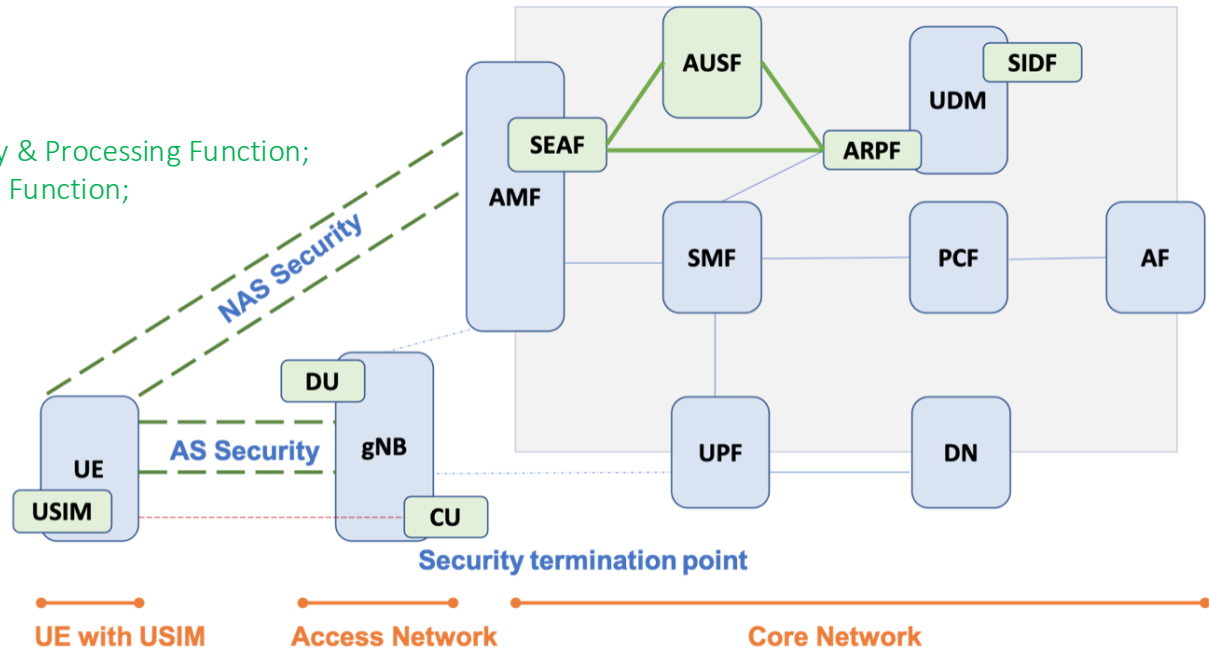 AUSF
SIDF
UDM
SEAF
ARPF
y & Processing Function;
Function;
AMF
NAS Security
SMF
PCF
AF
DU
gNB
AS Security
UE
UPF
DN
USIM
CU
Security termination point
UE with USIM
Access Network
Core Network